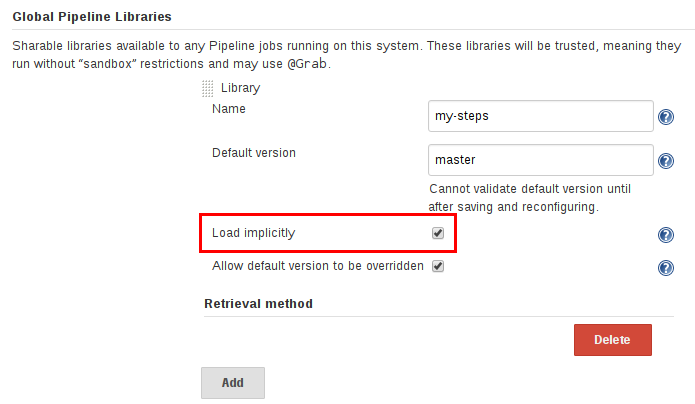 Global Pipeline Libraries
Sharable libraries available to any Pipeline jobs running on this system. These libraries will be trusted, meaning they
run without “sandbox” restrictions and may use @Grab.
Library
Name
my-steps
Default version
master
Cannot validate default version until
after saving and reconfiguring.
Load implicitly
Allow default version to be overridden
Retrieval method
Delete
Add